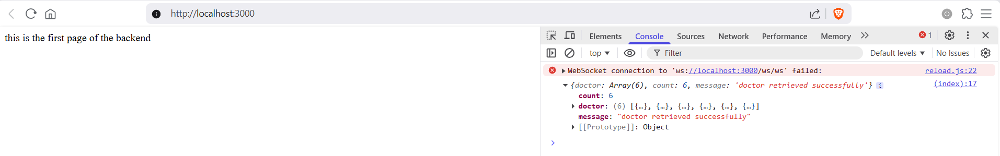 http://localhost:3000
this is the first page of the backend
Elements Console Sources Network Performance Memory 1
top Filter Default levels No Issues
WebSocket connection to 'ws://localhost:3000/ws/ws' failed: reload.js:22
{doctor: Array(6), count: 6, message: 'doctor retrieved successfully'} i (index):17
count: 6
doctor: (6) [{…}, {…}, {…}, {…}, {…}, {…}]
message: "doctor retrieved successfully"
[[Prototype]]: Object